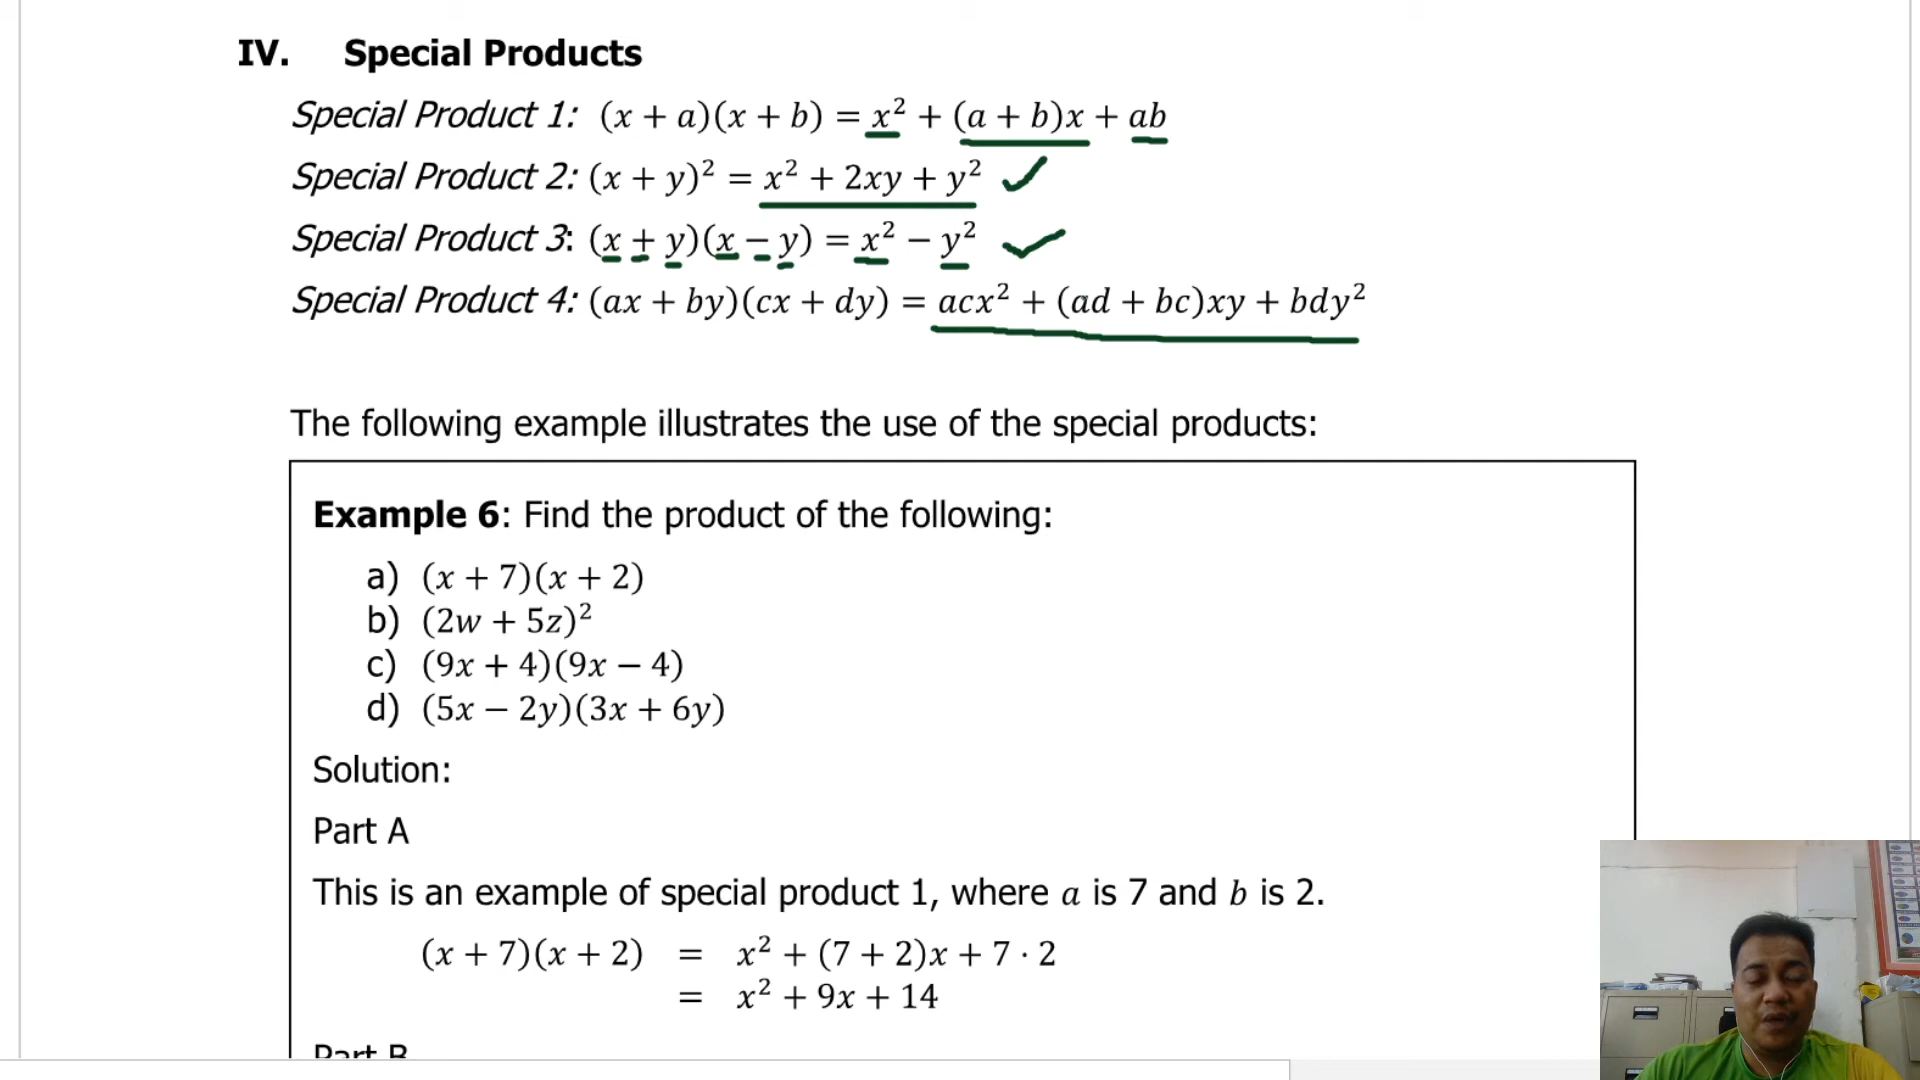 IV. Special Products
Special Product 1: (x + a)(x + b) = x² + (a + b)x + ab
Special Product 2: (x + y)² = x² + 2xy + y²
Special Product 3: (x + y)(x − y) = x² − y²
Special Product 4: (ax + by)(cx + dy) = acx² + (ad + bc)xy + bdy²
The following example illustrates the use of the special products:
Example 6: Find the product of the following:
a) (x + 7)(x + 2)
b) (2w + 5z)²
c) (9x + 4)(9x − 4)
d) (5x − 2y)(3x + 6y)
Solution:
Part A
This is an example of special product 1, where a is 7 and b is 2.
(x + 7)(x + 2) = x² + (7 + 2)x + 7 · 2
= x² + 9x + 14
Part B